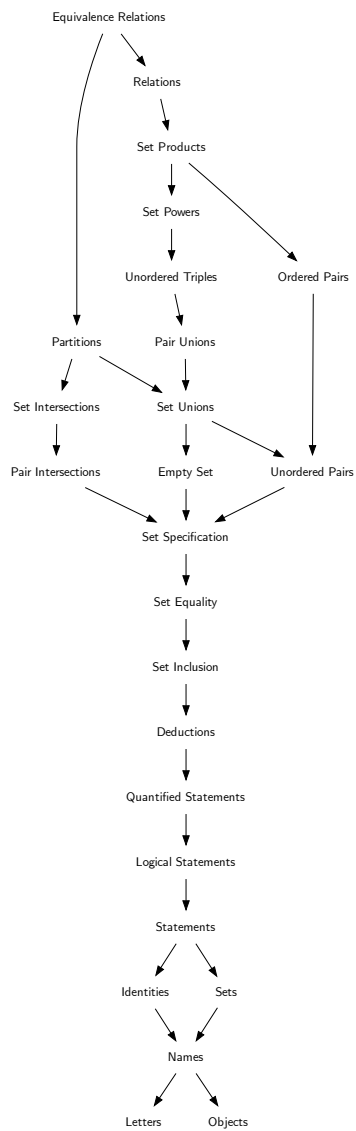 Equivalence Relations
Relations
Set Products
Set Powers
Unordered Triples
Ordered Pairs
Partitions
Pair Unions
Set Intersections
Set Unions
Pair Intersections
Empty Set
Unordered Pairs
Set Specification
Set Equality
Set Inclusion
Deductions
Quantified Statements
Logical Statements
Statements
Identities
Sets
Names
Letters
Objects